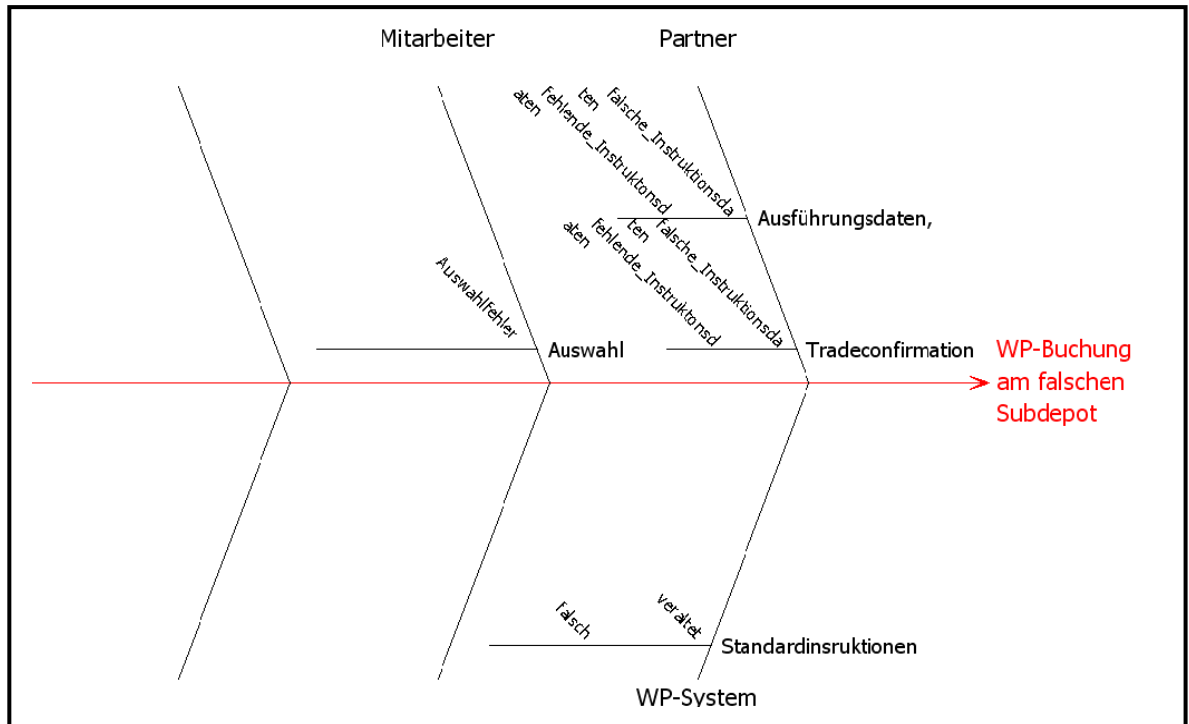 Mitarbeiter
Partner
falsche_Instruktionsda
ten
fehlende_Instruktonsd
aten
Ausführungsdaten,
falsche_Instruktionsda
ten
fehlende_Instruktonsd
aten
Auswahlfehler
Auswahl
Tradeconfirmation
WP-Buchung
am falschen
Subdepot
falsch
veraltet
Standardinsruktionen
WP-System